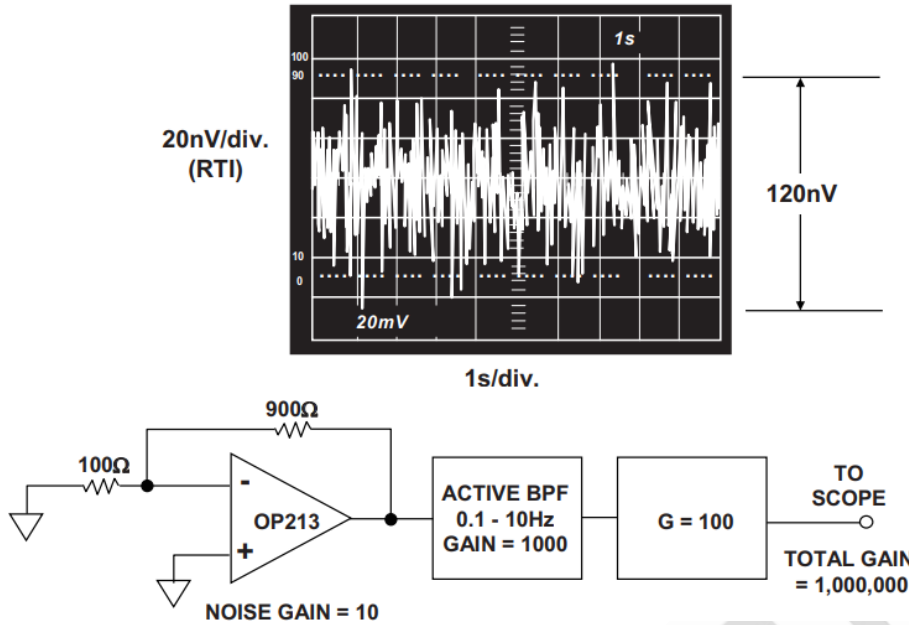 1s
100
90
20nV/div.
(RTI)
120nV
10
0
20mV
1s/div.
900Ω
100Ω
-
OP213
+
NOISE GAIN = 10
ACTIVE BPF
0.1 - 10Hz
GAIN = 1000
G = 100
TO
SCOPE
TOTAL GAIN
= 1,000,000